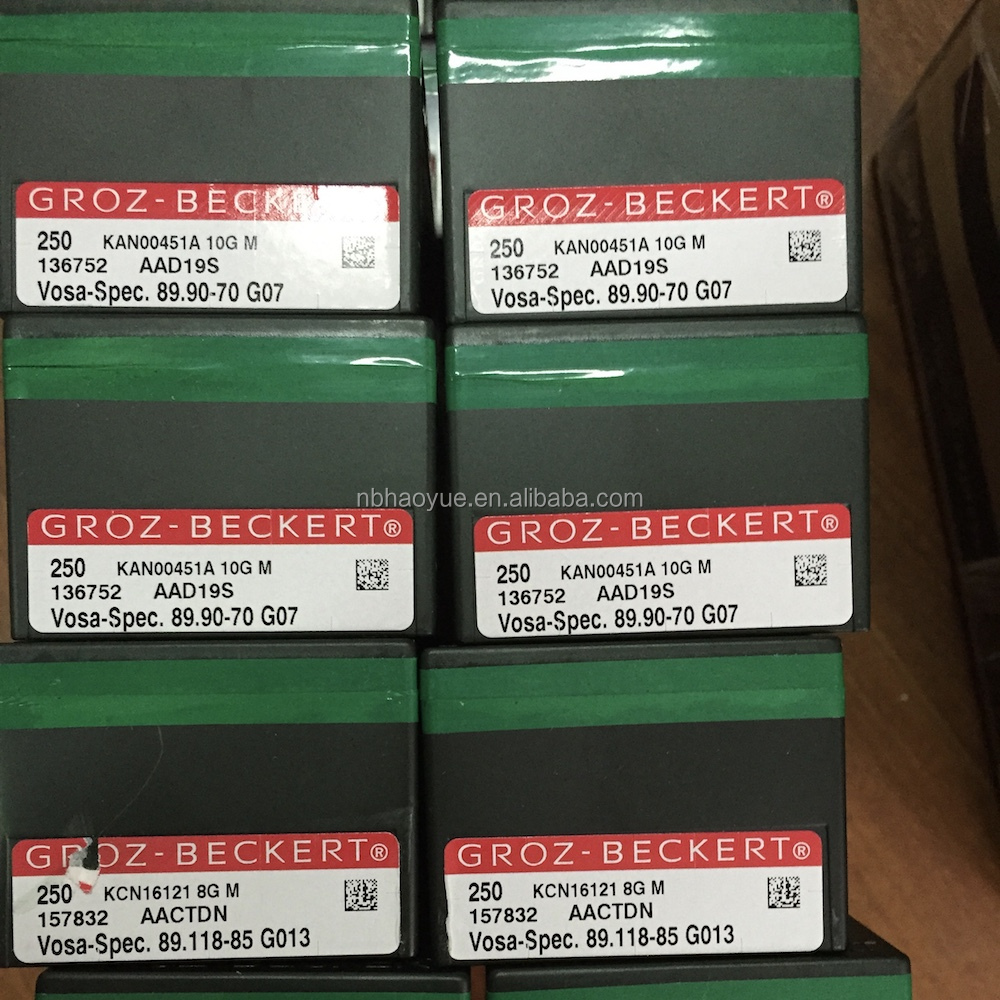 GROZ-BECKERT
250 KAN00451A 10G M
136752 AAD19S
Vosa-Spec. 89.90-70 G07
GROZ-BECKERT®
250 KAN00451A 10G M
136752 AAD19S
Vosa-Spec. 89.90-70 G07
nbhaoyue.en.alibaba.com
GROZ-BECKERT®
250 KAN00451A 10G M
136752 AAD19S
Vosa-Spec. 89.90-70 G07
GROZ-BECKERT®
250 KAN00451A 10G M
136752 AAD19S
Vosa-Spec. 89.90-70 G07
GROZ-BECKERT®
250 KCN16121 8G M
157832 AACTDN
Vosa-Spec. 89.118-85 G013
GROZ-BECKERT®
250 KCN16121 8G M
157832 AACTDN
Vosa-Spec. 89.118-85 G013